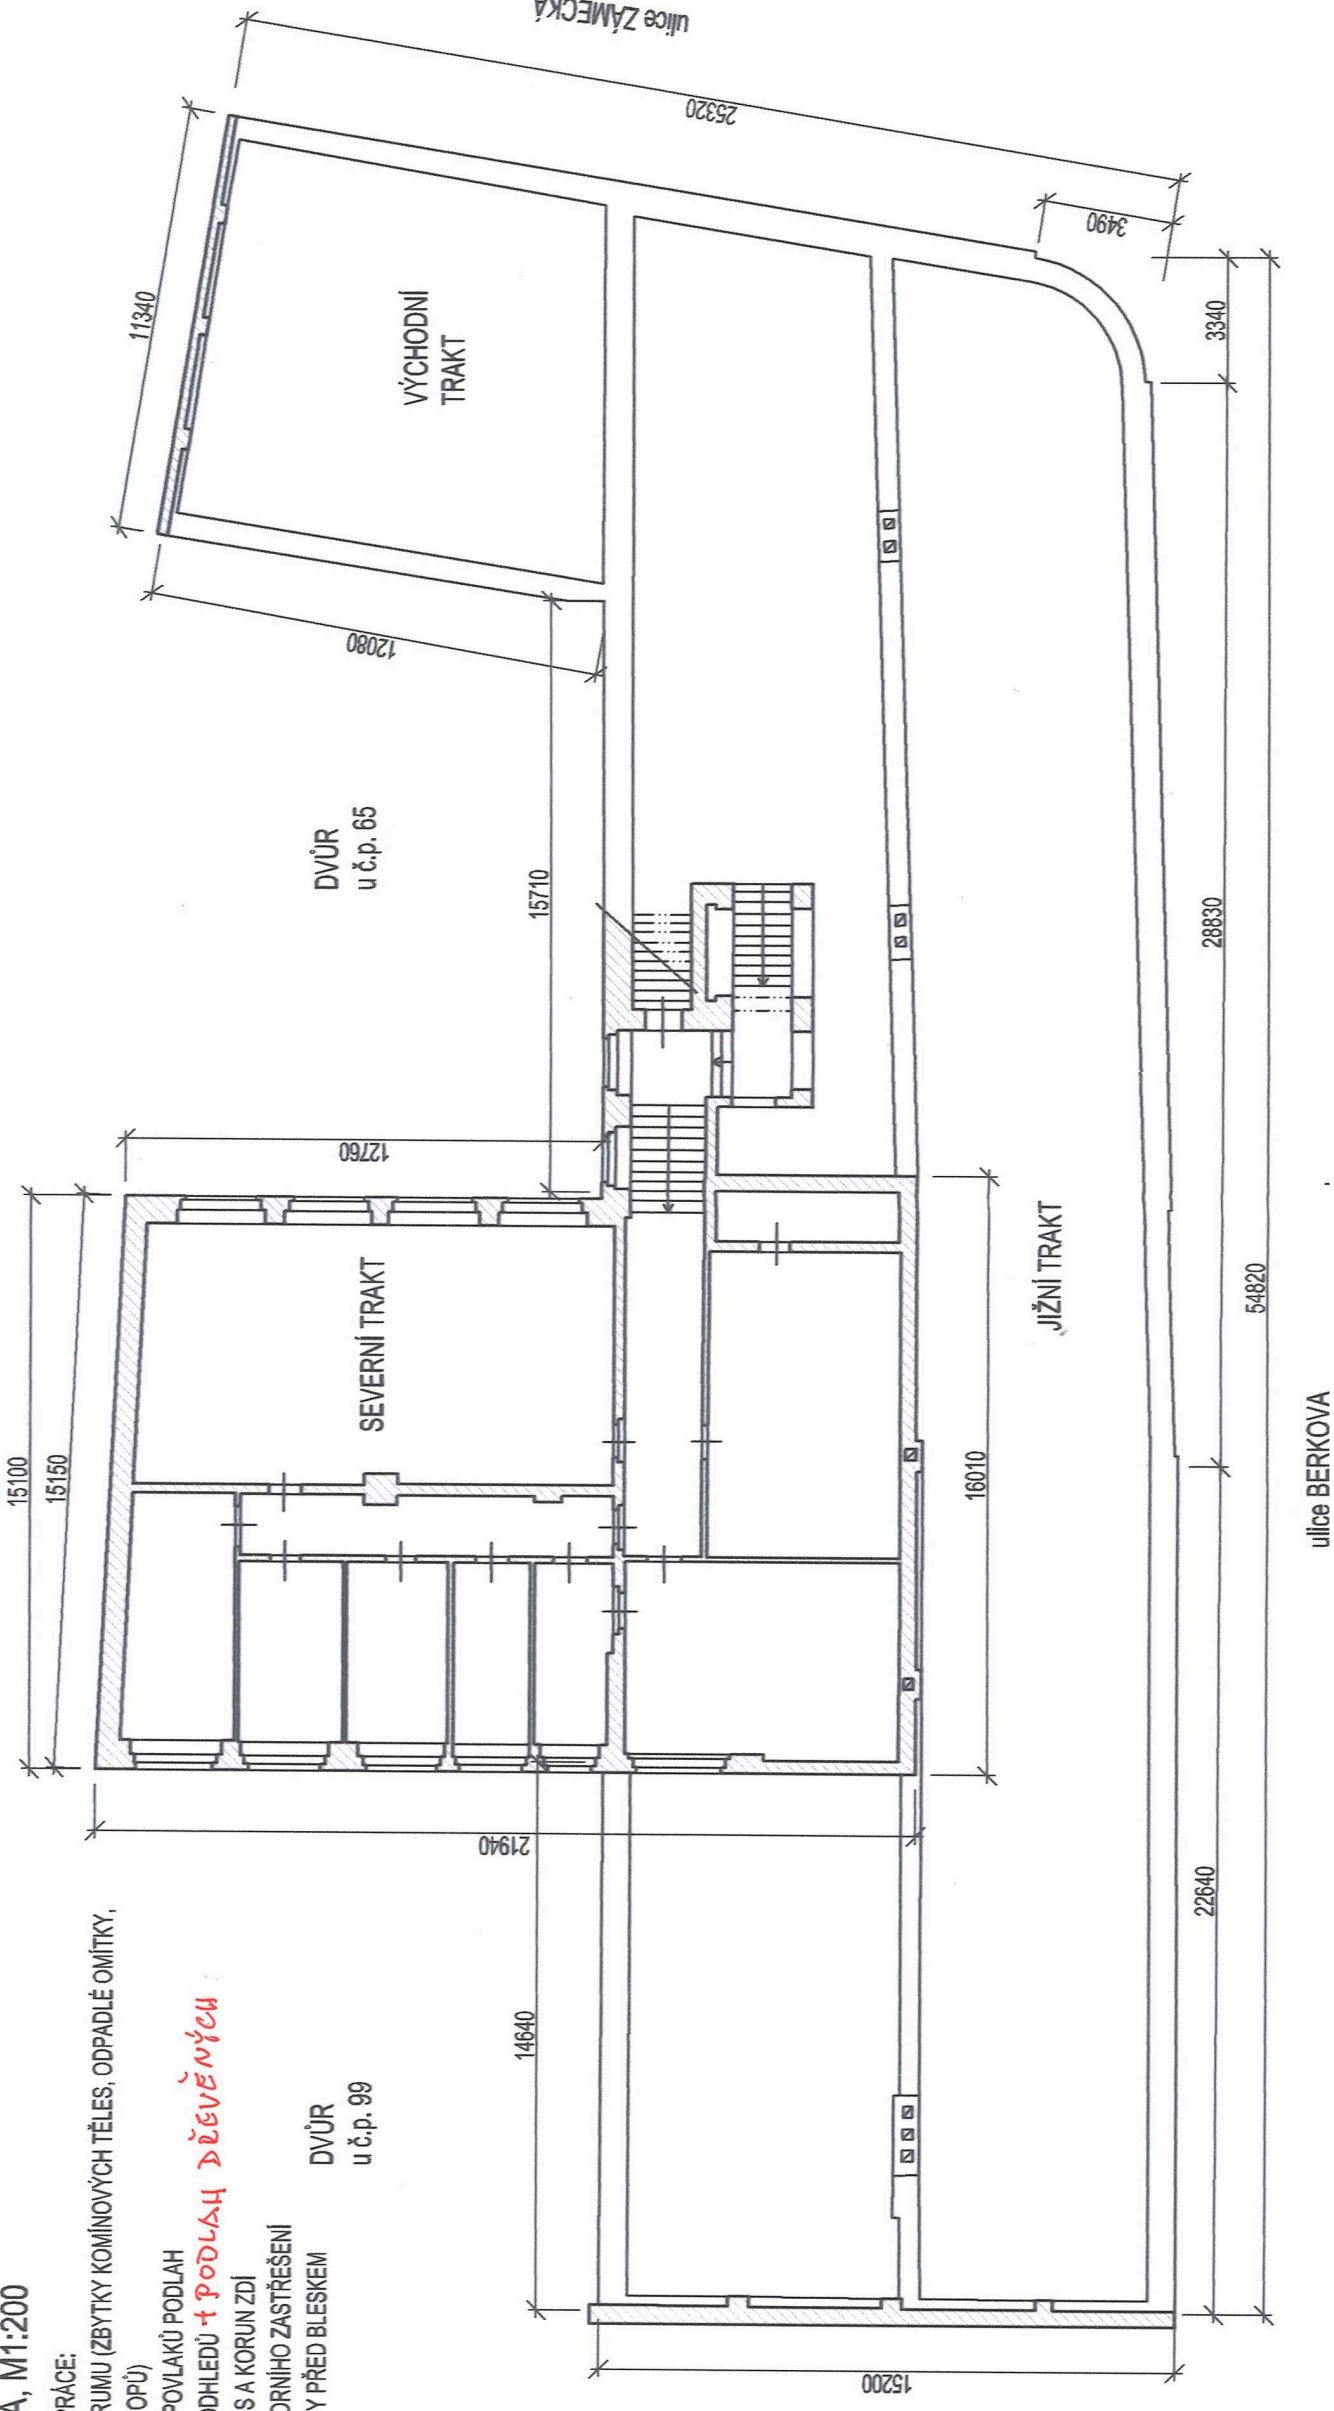 A, M1:200
PRÁCE:
RUMU (ZBYTKY KOMÍNOVÝCH TĚLES, ODPADLÉ OMÍTKY,
OPŮ)
POVLAKŮ PODLAH
ODHLEDŮ + PODLAH DŘEVĚNÝCH
S A KORUN ZDÍ
ORNÍHO ZASTŘEŠENÍ
Y PŘED BLESKEM
DVŮR
u č.p. 99
15100
15150
12760
21940
14640
15200
SEVERNÍ TRAKT
DVŮR
u č.p. 65
15710
12080
11340
VÝCHODNÍ
TRAKT
25320
ulice ZÁMECKÁ
3490
3340
28830
54820
22640
16010
JIŽNÍ TRAKT
ulice BERKOVA